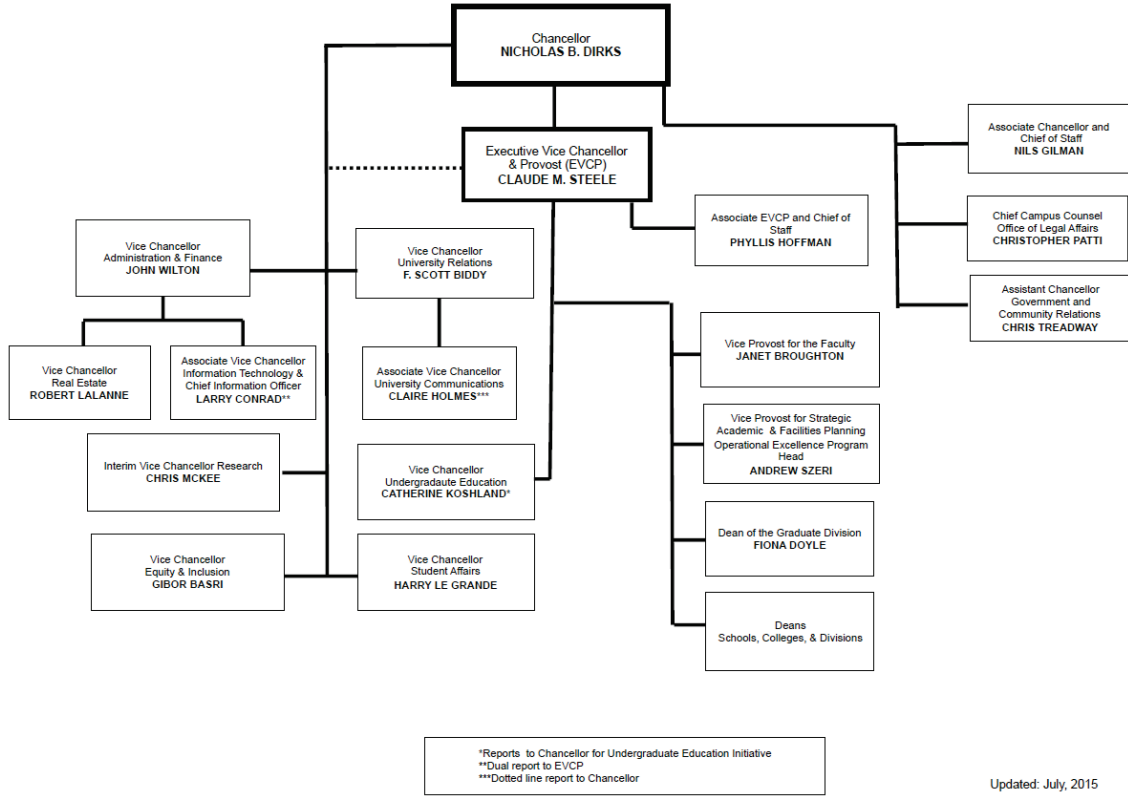 Chancellor
NICHOLAS B. DIRKS
Executive Vice Chancellor
& Provost (EVCP)
CLAUDE M. STEELE
Associate Chancellor and
Chief of Staff
NILS GILMAN
Associate EVCP and Chief of
Staff
PHYLLIS HOFFMAN
Chief Campus Counsel
Office of Legal Affairs
CHRISTOPHER PATTI
Vice Chancellor
Administration & Finance
JOHN WILTON
Vice Chancellor
University Relations
F. SCOTT BIDDY
Assistant Chancellor
Government and
Community Relations
CHRIS TREADWAY
Vice Chancellor
Real Estate
ROBERT LALANNE
Associate Vice Chancellor
Information Technology &
Chief Information Officer
LARRY CONRAD**
Associate Vice Chancellor
University Communications
CLAIRE HOLMES***
Vice Provost for the Faculty
JANET BROUGHTON
Vice Provost for Strategic
Academic & Facilities Planning
Operational Excellence Program
Head
ANDREW SZERI
Interim Vice Chancellor Research
CHRIS MCKEE
Vice Chancellor
Undergradaute Education
CATHERINE KOSHLAND*
Dean of the Graduate Division
FIONA DOYLE
Vice Chancellor
Equity & Inclusion
GIBOR BASRI
Vice Chancellor
Student Affairs
HARRY LE GRANDE
Deans
Schools, Colleges, & Divisions
*Reports to Chancellor for Undergraduate Education Initiative
**Dual report to EVCP
***Dotted line report to Chancellor
Updated: July, 2015